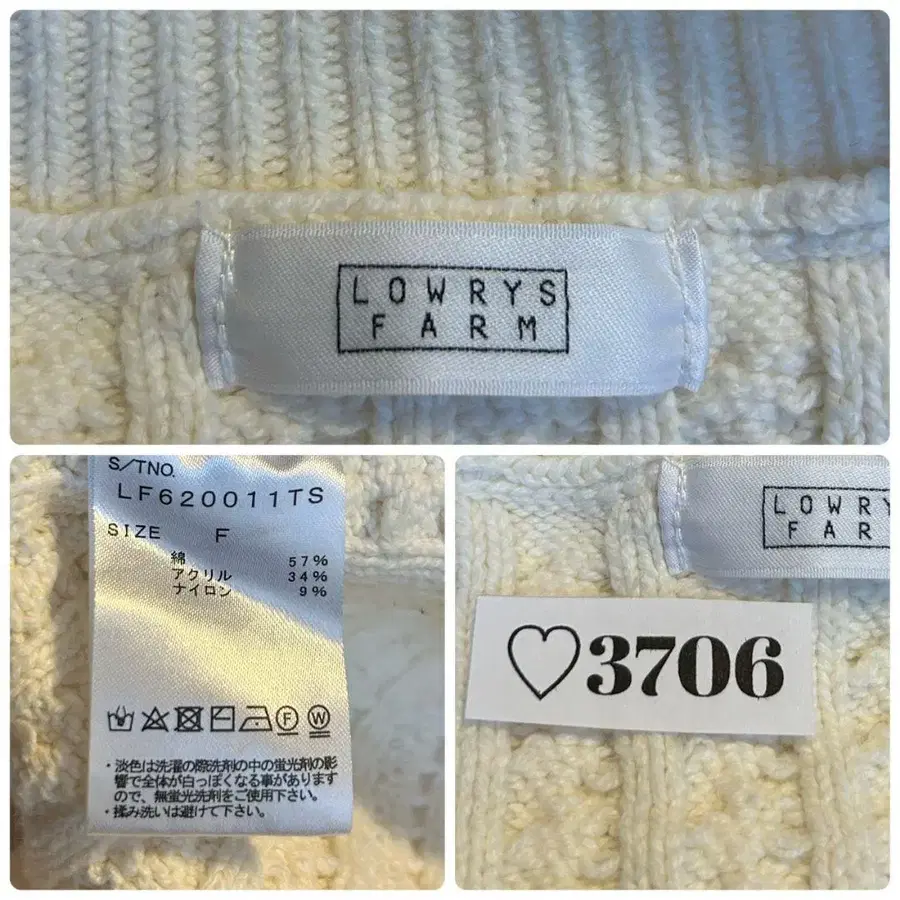 LOWRYS
FARM
S/TNO.
LF620011TS
SIZE F
綿 57%
アクリル 34%
ナイロン 9%
F W
・淡色は洗濯の際洗剤の中の蛍光剤の影
響で全体が白っぽくなる事があります
ので、無蛍光洗剤をご使用下さい。
・揉み洗いは避けて下さい。
LOWRY
FAR
♡3706